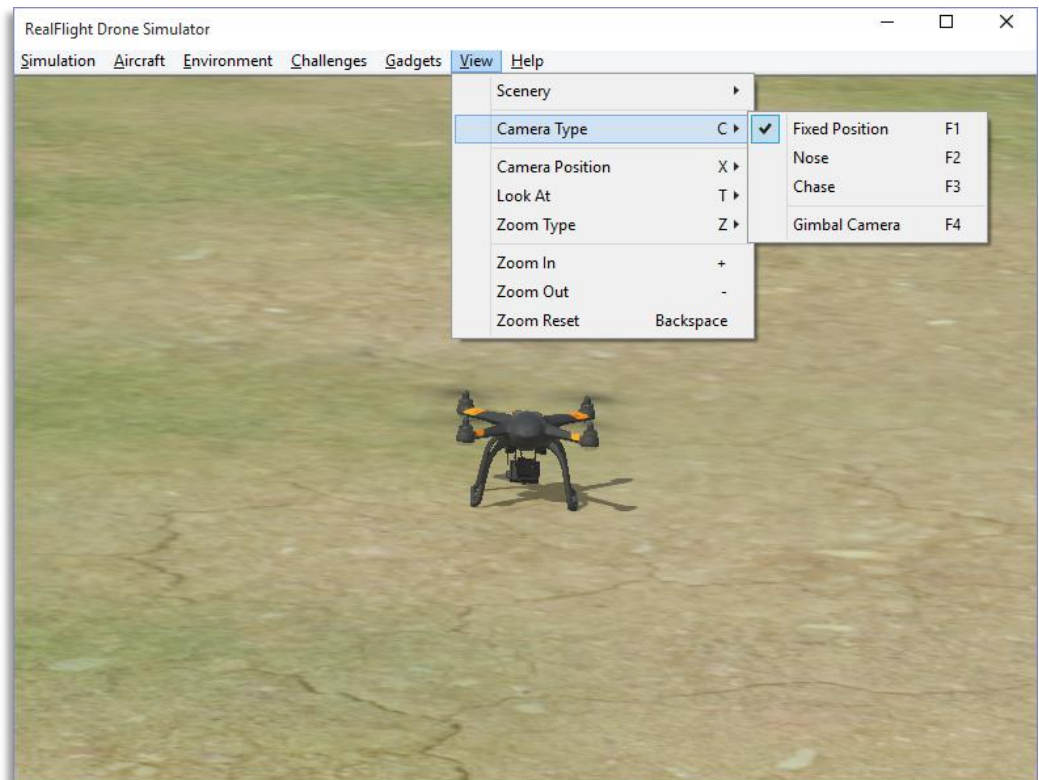 RealFlight Drone Simulator
Simulation Aircraft Environment Challenges Gadgets View Help
Scenery
Camera Type C
Camera Position X
Look At T
Zoom Type Z
Zoom In +
Zoom Out -
Zoom Reset Backspace
Fixed Position F1
Nose F2
Chase F3
Gimbal Camera F4